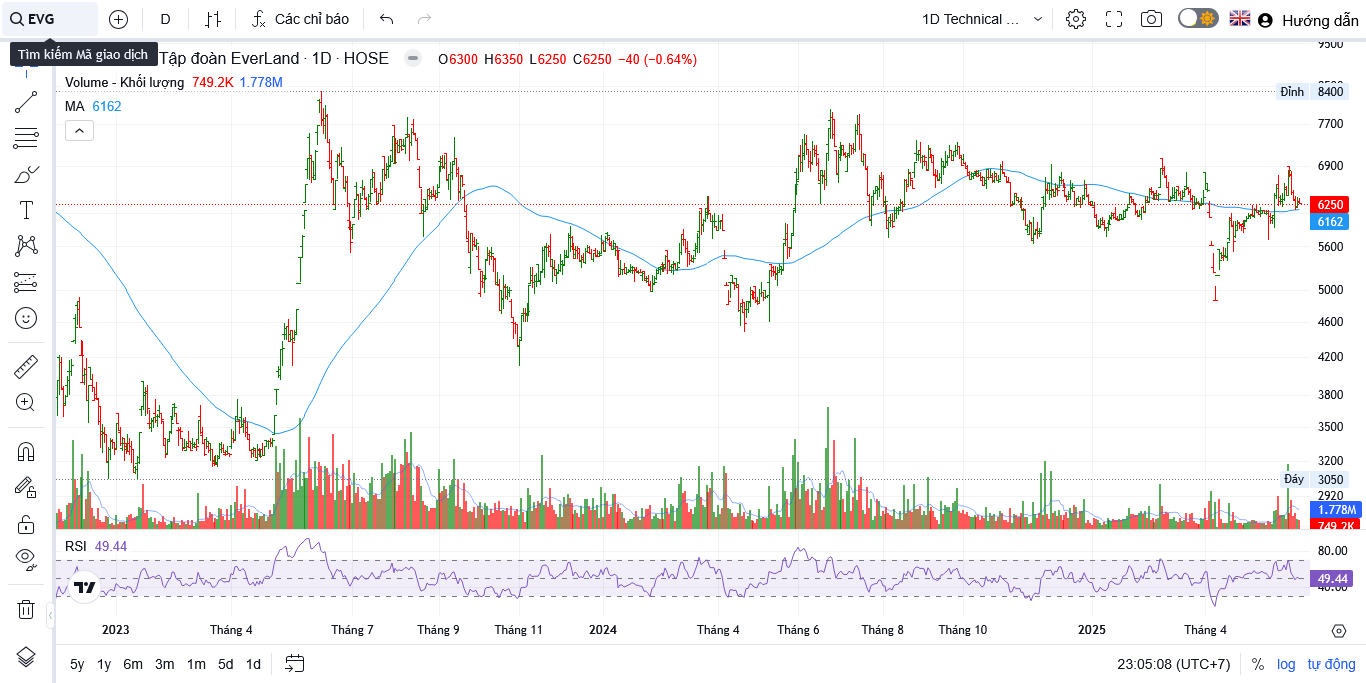 EVG
D
Các chỉ báo
1D Technical ...
Hướng dẫn
Tìm kiếm Mã giao dịch
Tập đoàn EverLand · 1D · HOSE
O6300 H6350 L6250 C6250 −40 (−0.64%)
Volume - Khối lượng 749.2K 1.778M
MA 6162
9500
Đỉnh 8400
7700
6900
6250
6162
5600
5000
4600
4200
3800
3500
3200
Đáy 3050
2920
1.778M
749.2K
RSI 49.44
80.00
49.44
40.00
2023 Tháng 4 Tháng 7 Tháng 9 Tháng 11 2024 Tháng 4 Tháng 6 Tháng 8 Tháng 10 2025 Tháng 4
5y 1y 6m 3m 1m 5d 1d
23:05:08 (UTC+7) % log tự động